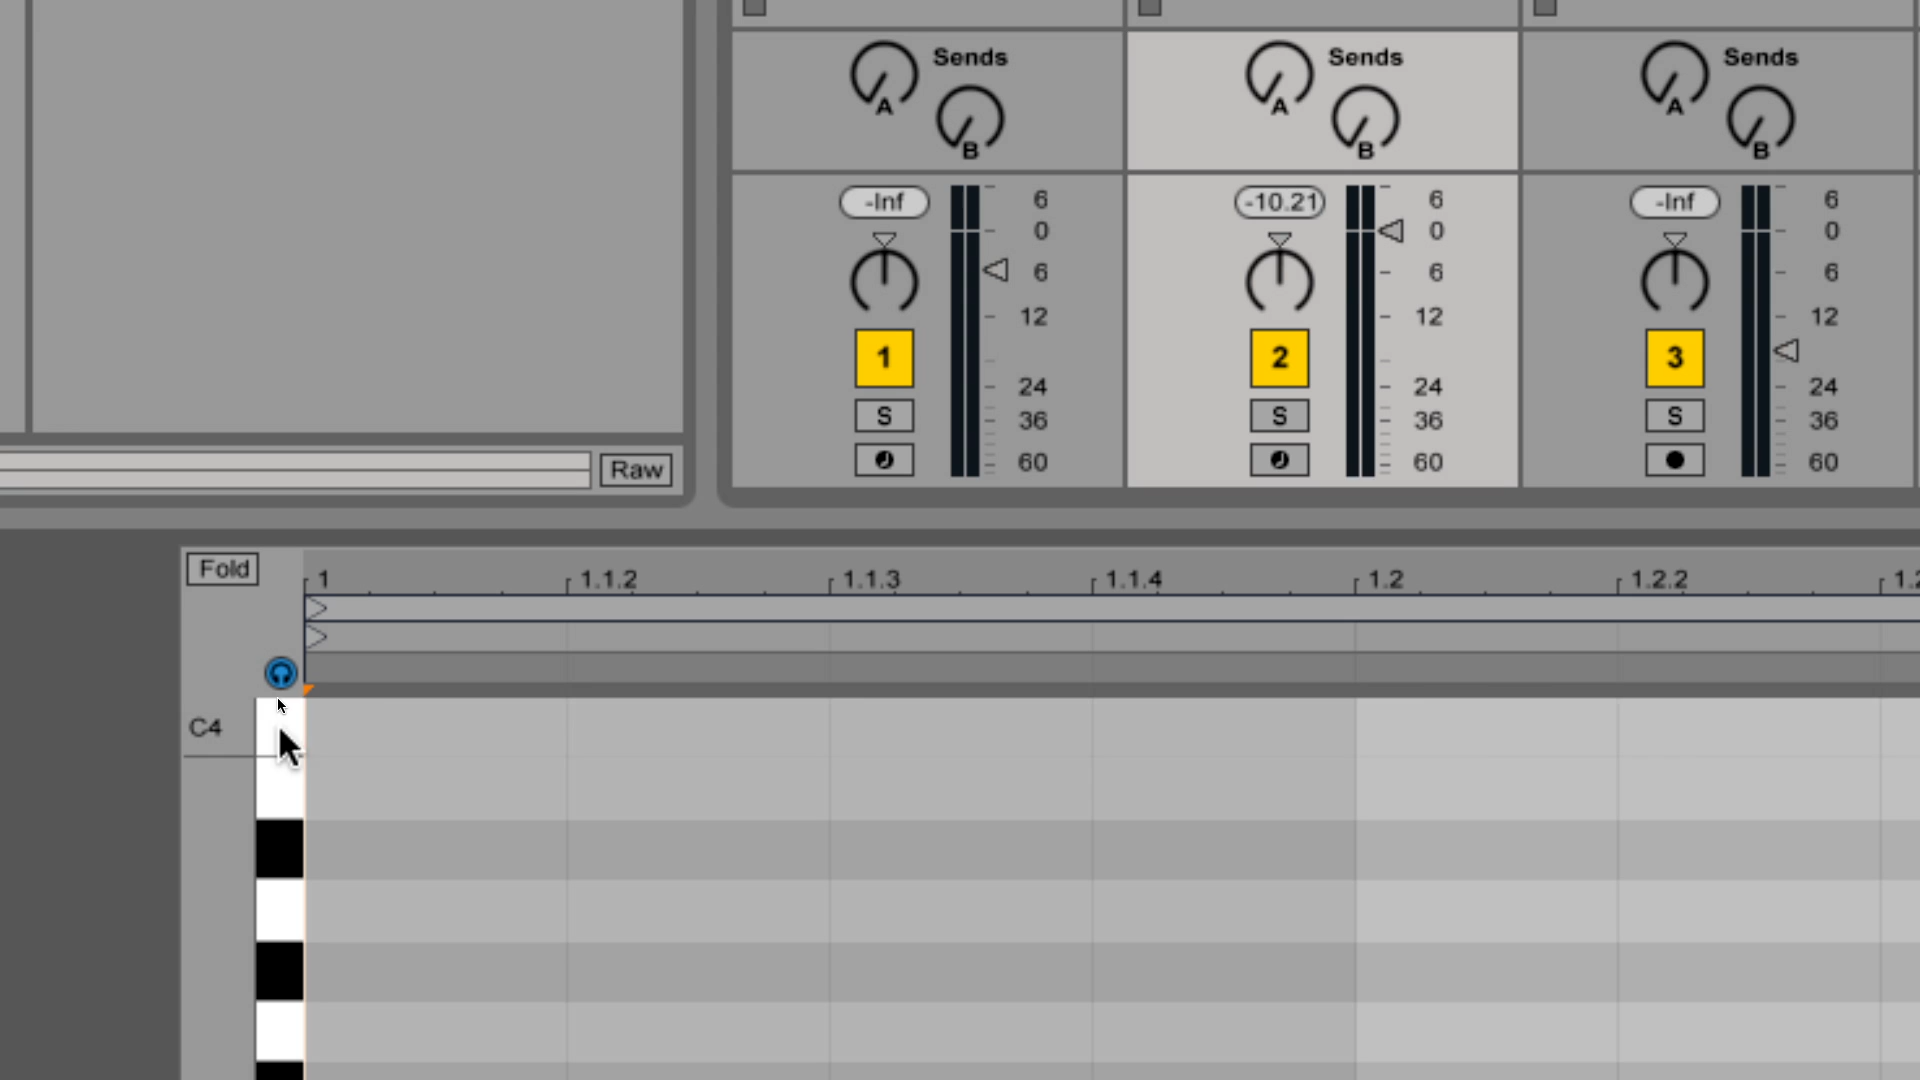 Sends Sends Sends
A A A
B B B
-Inf 6 -10.21 6 -Inf 6
0 0 0
6 6 6
12 12 12
1 2 3
24 24 24
S 36 S 36 S 36
60 60 60
Raw
Fold
1 1.1.2 1.1.3 1.1.4 1.2 1.2.2
C4